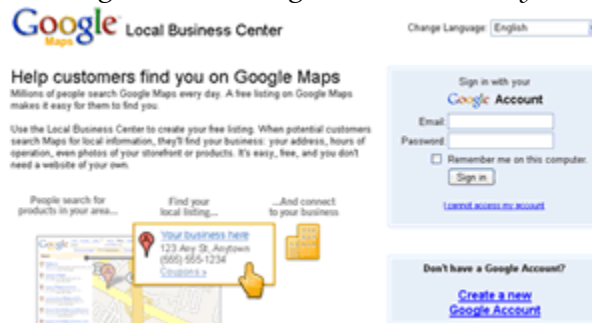 Google Maps Local Business Center
Change Language: English
Help customers find you on Google Maps
Millions of people search Google Maps every day. A free listing on Google Maps
makes it easy for them to find you.
Use the Local Business Center to create your free listing. When potential customers
search Maps for local information, they'll find your business: your address, hours of
operation, even photos of your storefront or products. It's easy, free, and you don't
need a website of your own.
People search for
products in your area...
Find your
local listing...
...And connect
to your business
Google
Your business here
123 Any St, Anytown
(555) 555-1234
Coupons »
Sign in with your
Google Account
Email:
Password:
Remember me on this computer.
Sign in
I cannot access my account
Don't have a Google Account?
Create a new
Google Account